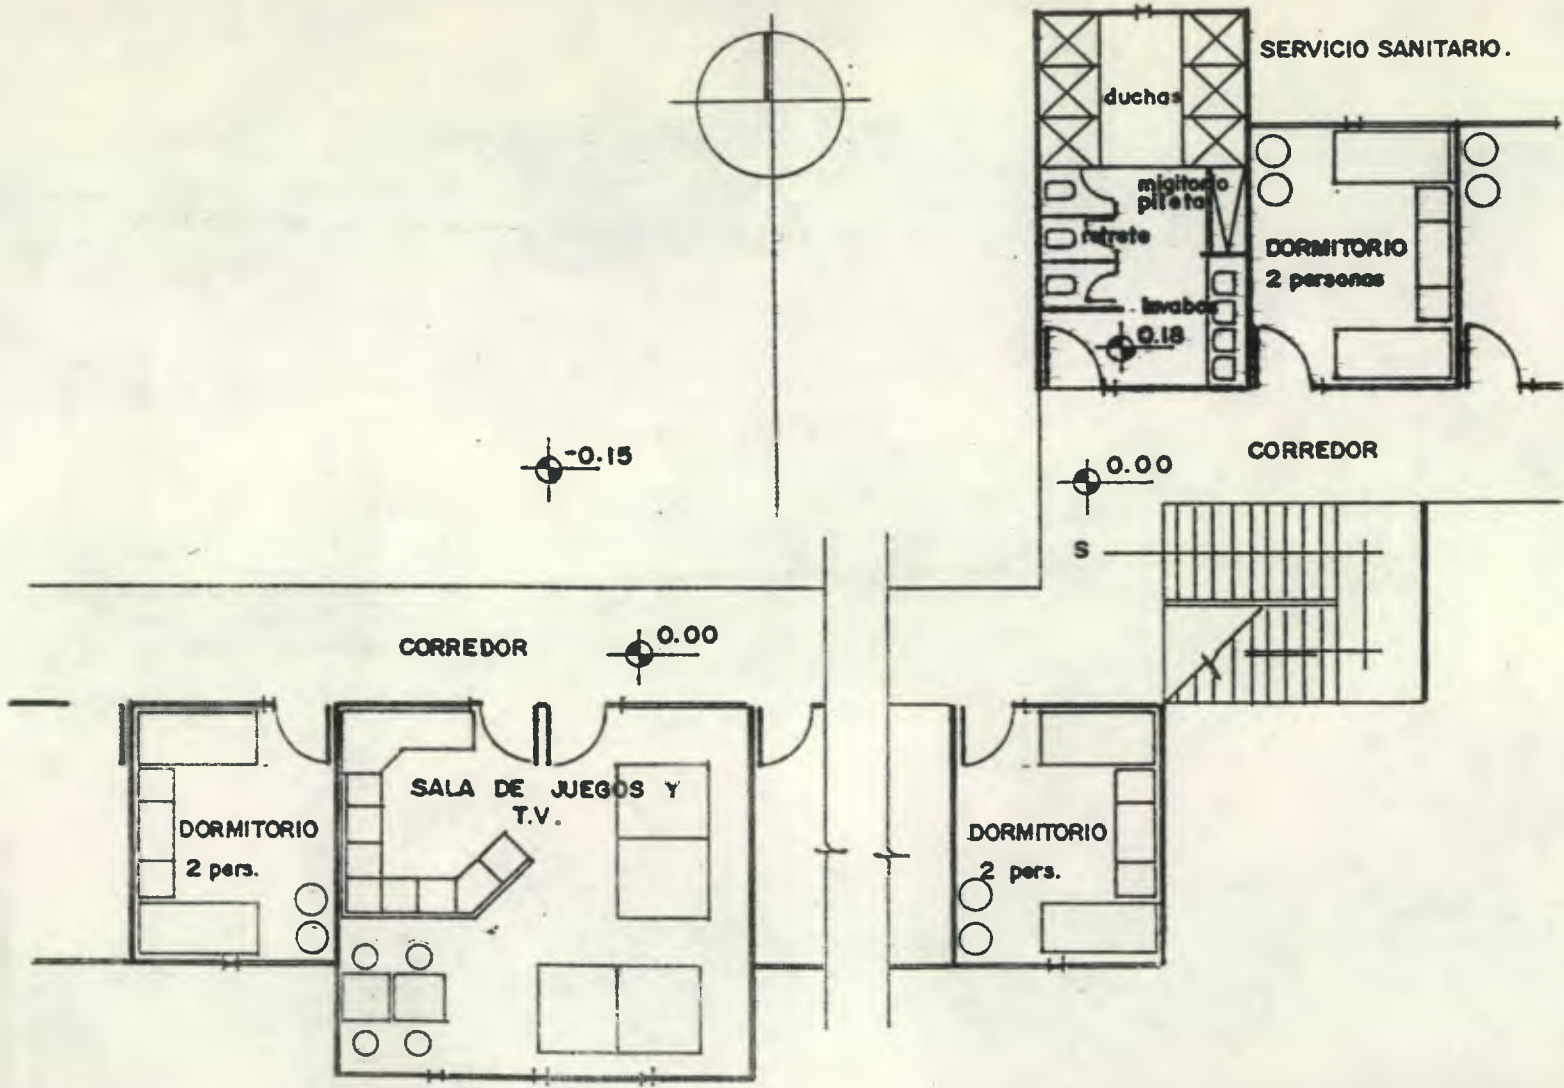 SERVICIO SANITARIO.
duchas
migitorio
pileta
retrete
DORMITORIO
2 personas
lavabos
0.18
CORREDOR
-0.15
0.00
S
CORREDOR
0.00
SALA DE JUEGOS Y
T.V.
DORMITORIO
2 pers.
DORMITORIO
2 pers.